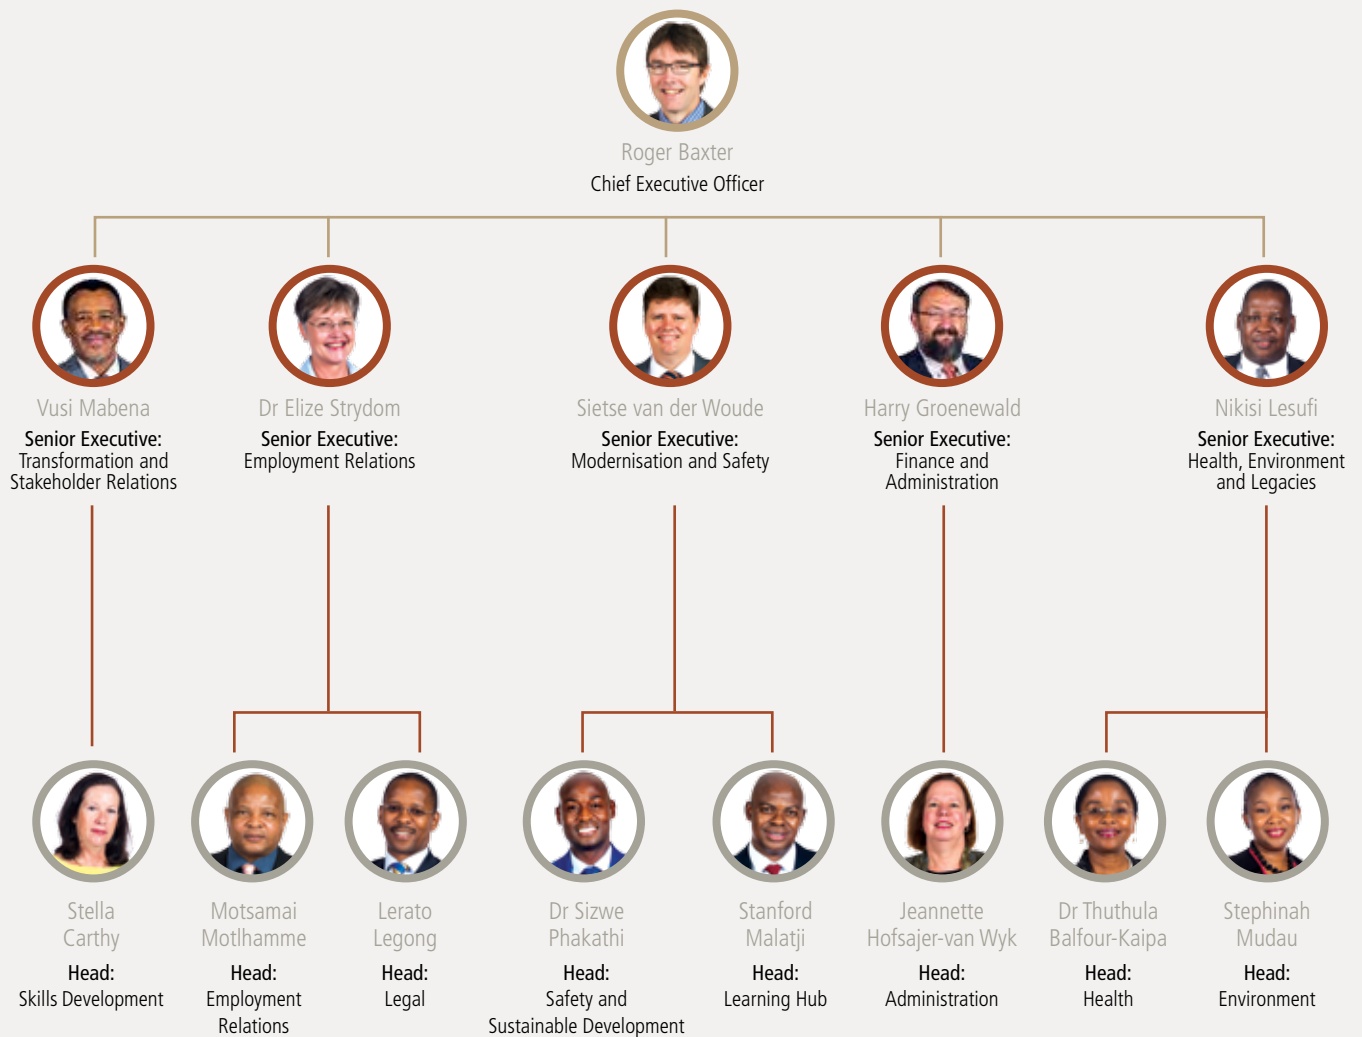 Roger Baxter
Chief Executive Officer
Vusi Mabena
Senior Executive:
Transformation and
Stakeholder Relations
Dr Elize Strydom
Senior Executive:
Employment Relations
Sietse van der Woude
Senior Executive:
Modernisation and Safety
Harry Groenewald
Senior Executive:
Finance and
Administration
Nikisi Lesufi
Senior Executive:
Health, Environment
and Legacies
Stella
Carthy
Head:
Skills Development
Motsamai
Motlhamme
Head:
Employment
Relations
Lerato
Legong
Head:
Legal
Dr Sizwe
Phakathi
Head:
Safety and
Sustainable Development
Stanford
Malatji
Head:
Learning Hub
Jeannette
Hofsajer-van Wyk
Head:
Administration
Dr Thuthula
Balfour-Kaipa
Head:
Health
Stephinah
Mudau
Head:
Environment